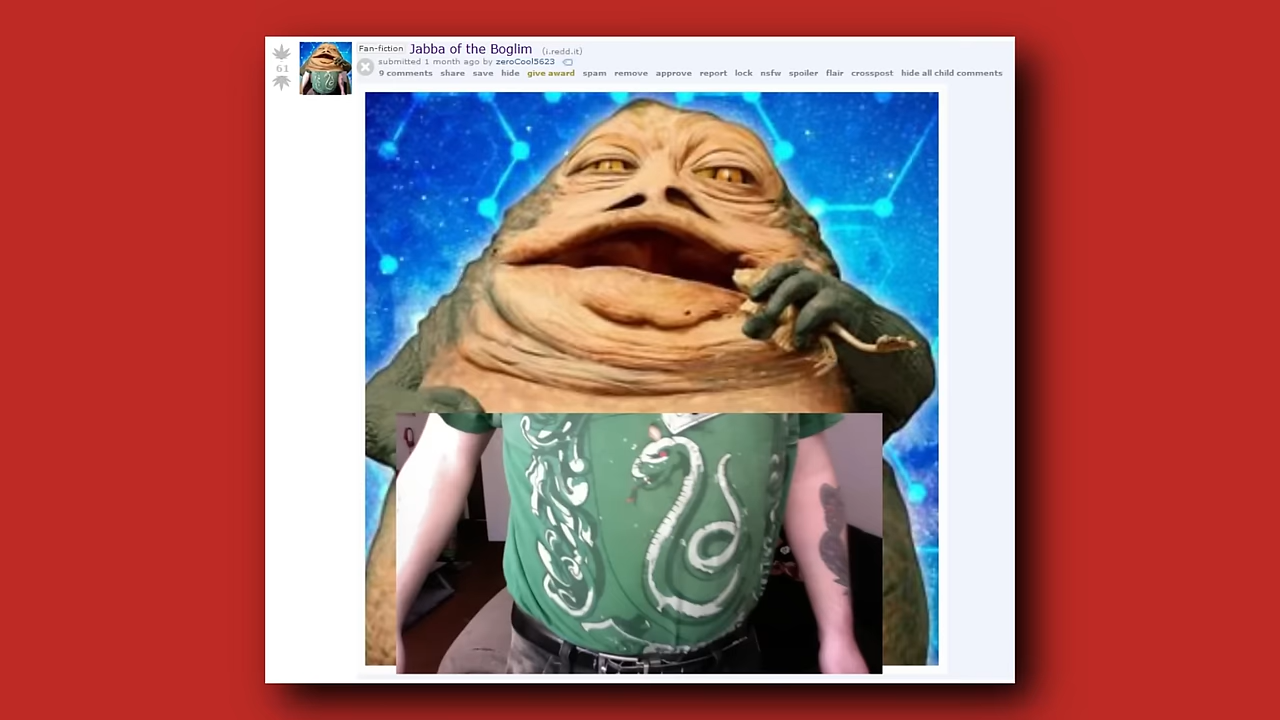 Fan-fiction Jabba of the Boglim (i.redd.it)
submitted 1 month ago by zeroCool5623
61
9 comments share save hide give award spam remove approve report lock nsfw spoiler flair crosspost hide all child comments